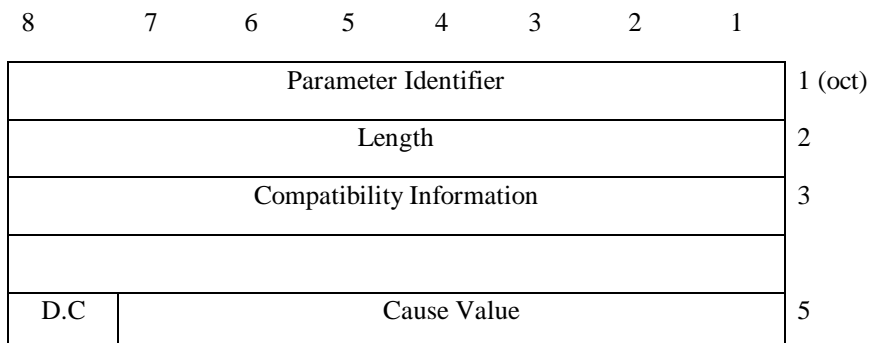 8 7 6 5 4 3 2 1
Parameter Identifier 1 (oct)
Length 2
Compatibility Information 3
D.C Cause Value 5